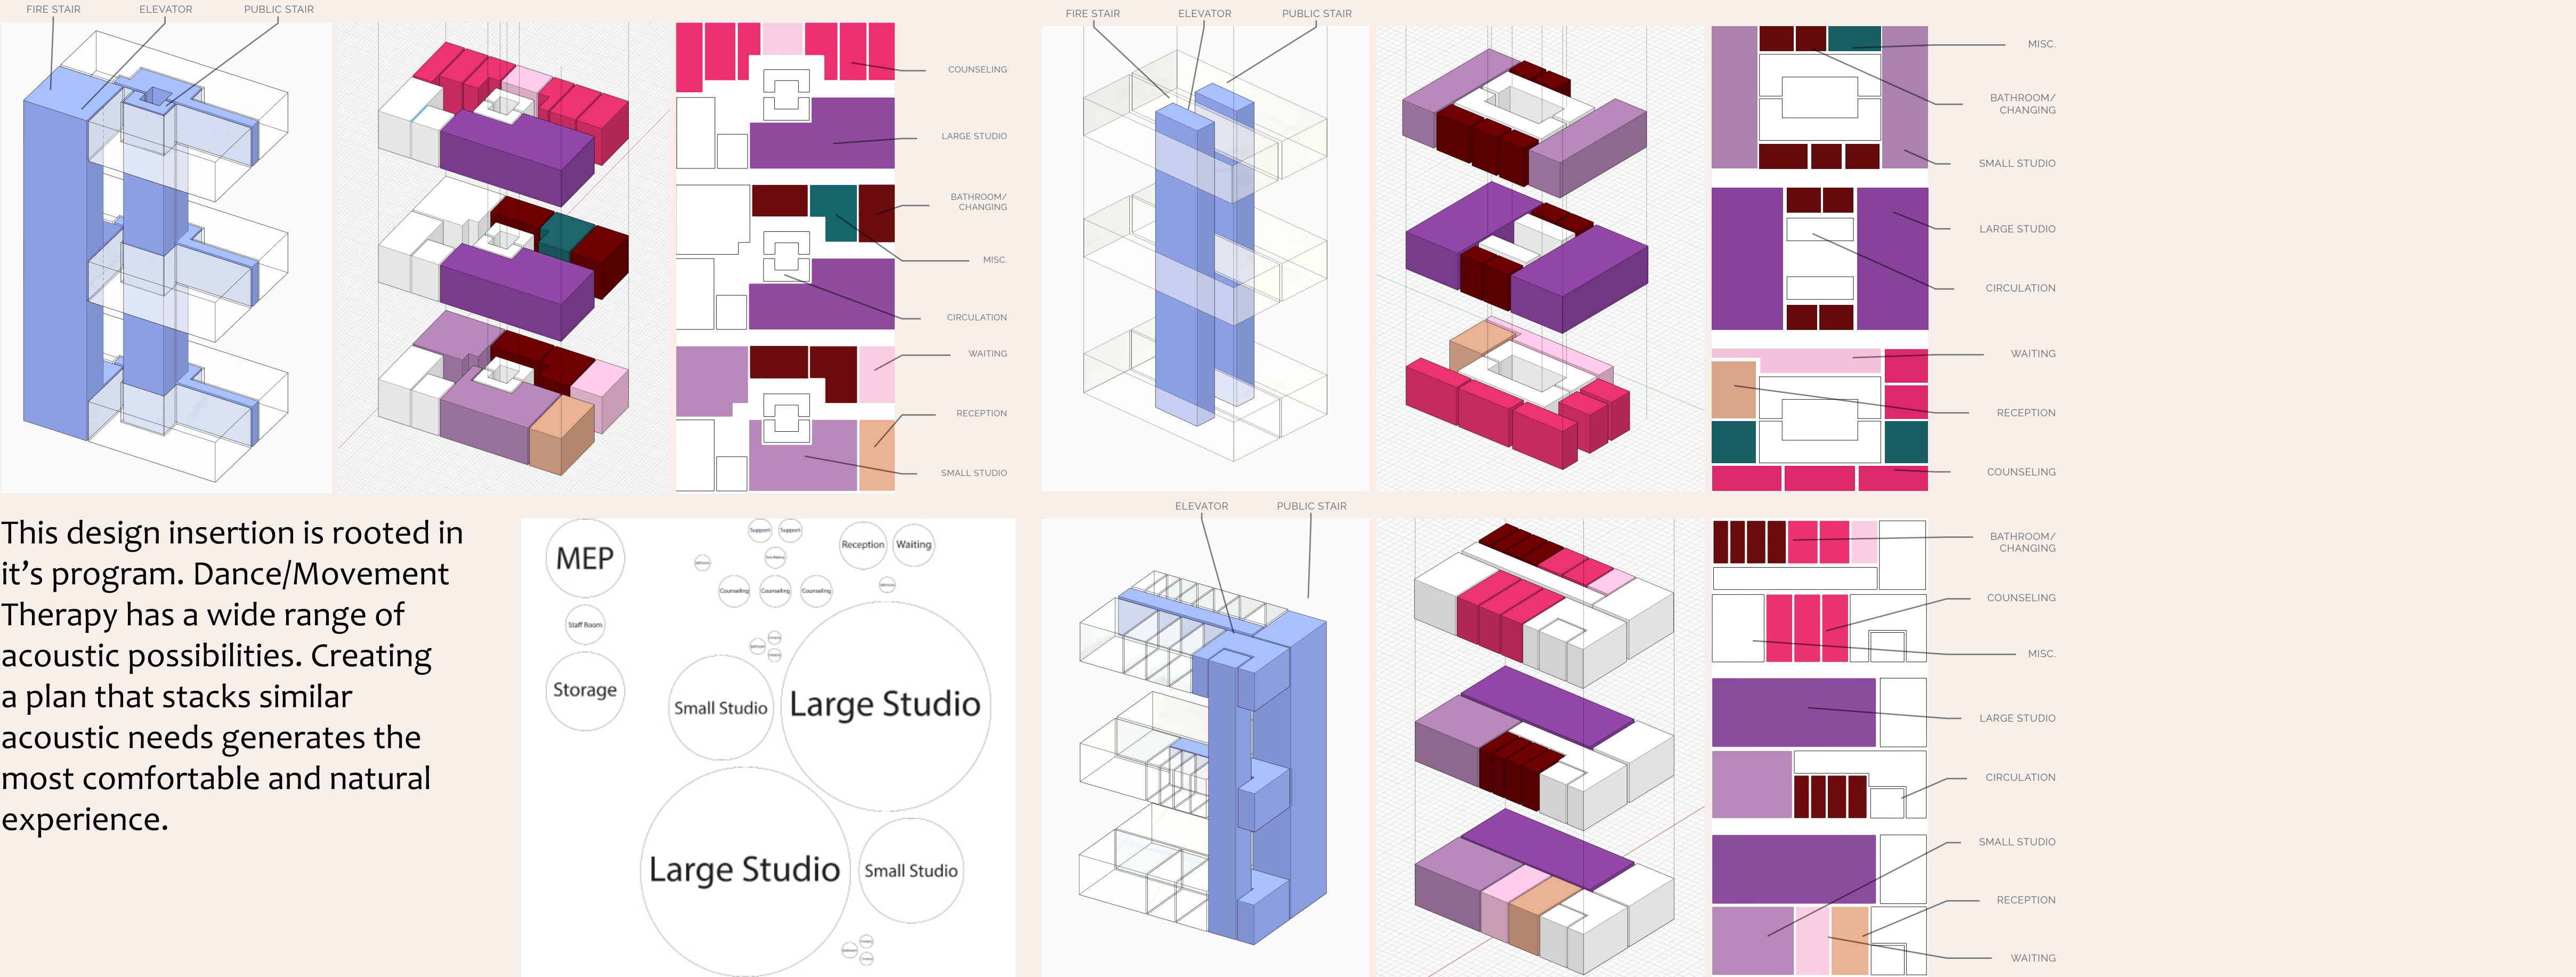 FIRE STAIR
ELEVATOR
PUBLIC STAIR
COUNSELING
LARGE STUDIO
BATHROOM/
CHANGING
MISC.
CIRCULATION
WAITING
RECEPTION
SMALL STUDIO
FIRE STAIR
ELEVATOR
PUBLIC STAIR
MISC.
BATHROOM/
CHANGING
SMALL STUDIO
LARGE STUDIO
CIRCULATION
WAITING
RECEPTION
COUNSELING
This design insertion is rooted in
it’s program. Dance/Movement
Therapy has a wide range of
acoustic possibilities. Creating
a plan that stacks similar
acoustic needs generates the
most comfortable and natural
experience.
MEP
Staff Room
Storage
Support
Support
Reception
Waiting
Counseling
Counseling
Counseling
Small Studio
Large Studio
Large Studio
Small Studio
ELEVATOR
PUBLIC STAIR
BATHROOM/
CHANGING
COUNSELING
MISC.
LARGE STUDIO
CIRCULATION
SMALL STUDIO
RECEPTION
WAITING